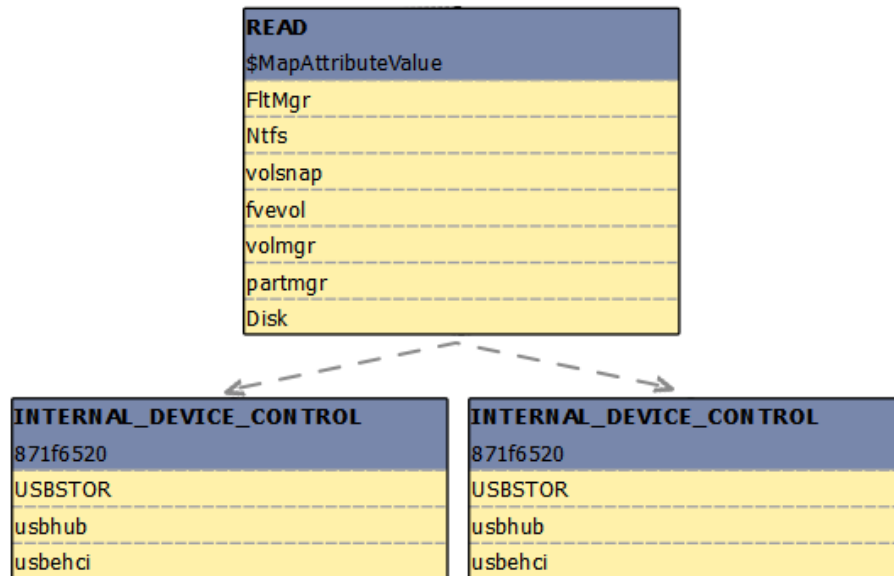 READ
$MapAttributeValue
FltMgr
Ntfs
volsnap
fvevol
volmgr
partmgr
Disk
INTERNAL_DEVICE_CONTROL
871f6520
USBSTOR
usbhub
usbehci
INTERNAL_DEVICE_CONTROL
871f6520
USBSTOR
usbhub
usbehci